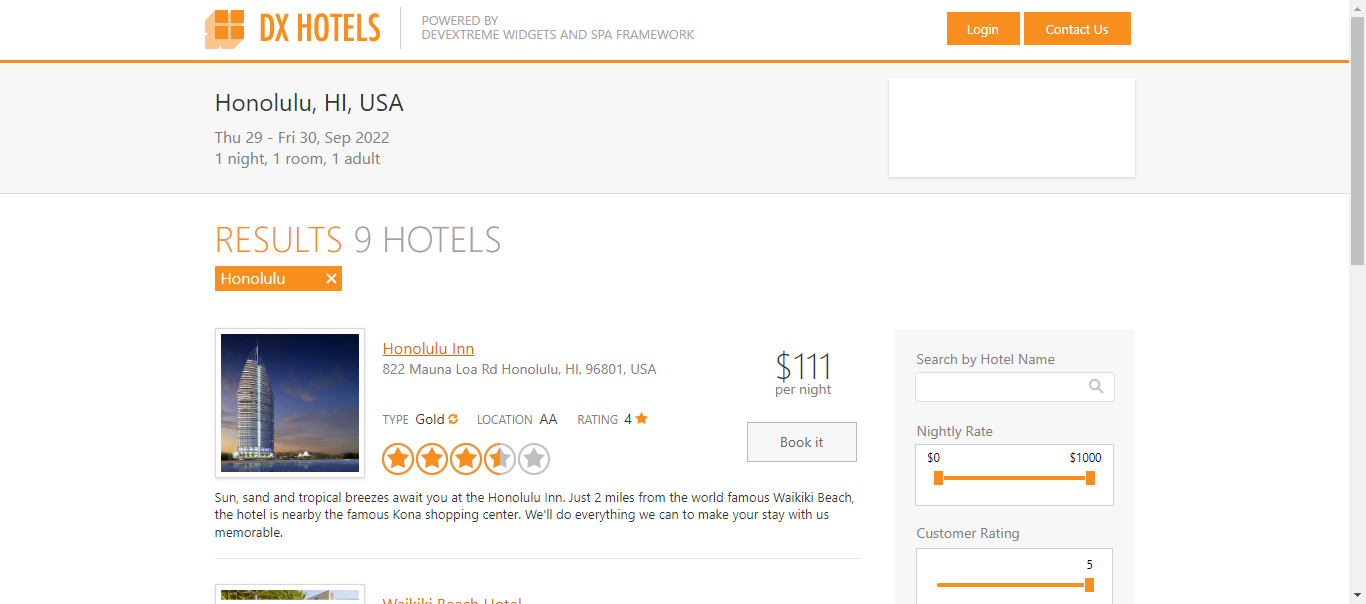 DX HOTELS
POWERED BY
DEVEXTREME WIDGETS AND SPA FRAMEWORK
Login
Contact Us
Honolulu, HI, USA
Thu 29 - Fri 30, Sep 2022
1 night, 1 room, 1 adult
RESULTS 9 HOTELS
Honolulu
Honolulu Inn
822 Mauna Loa Rd Honolulu, HI, 96801, USA
TYPE Gold LOCATION AA RATING 4
$111
per night
Book it
Sun, sand and tropical breezes await you at the Honolulu Inn. Just 2 miles from the world famous Waikiki Beach,
the hotel is nearby the famous Kona shopping center. We'll do everything we can to make your stay with us
memorable.
Waikiki Beach Hotel
Search by Hotel Name
Nightly Rate
$0 $1000
Customer Rating
5